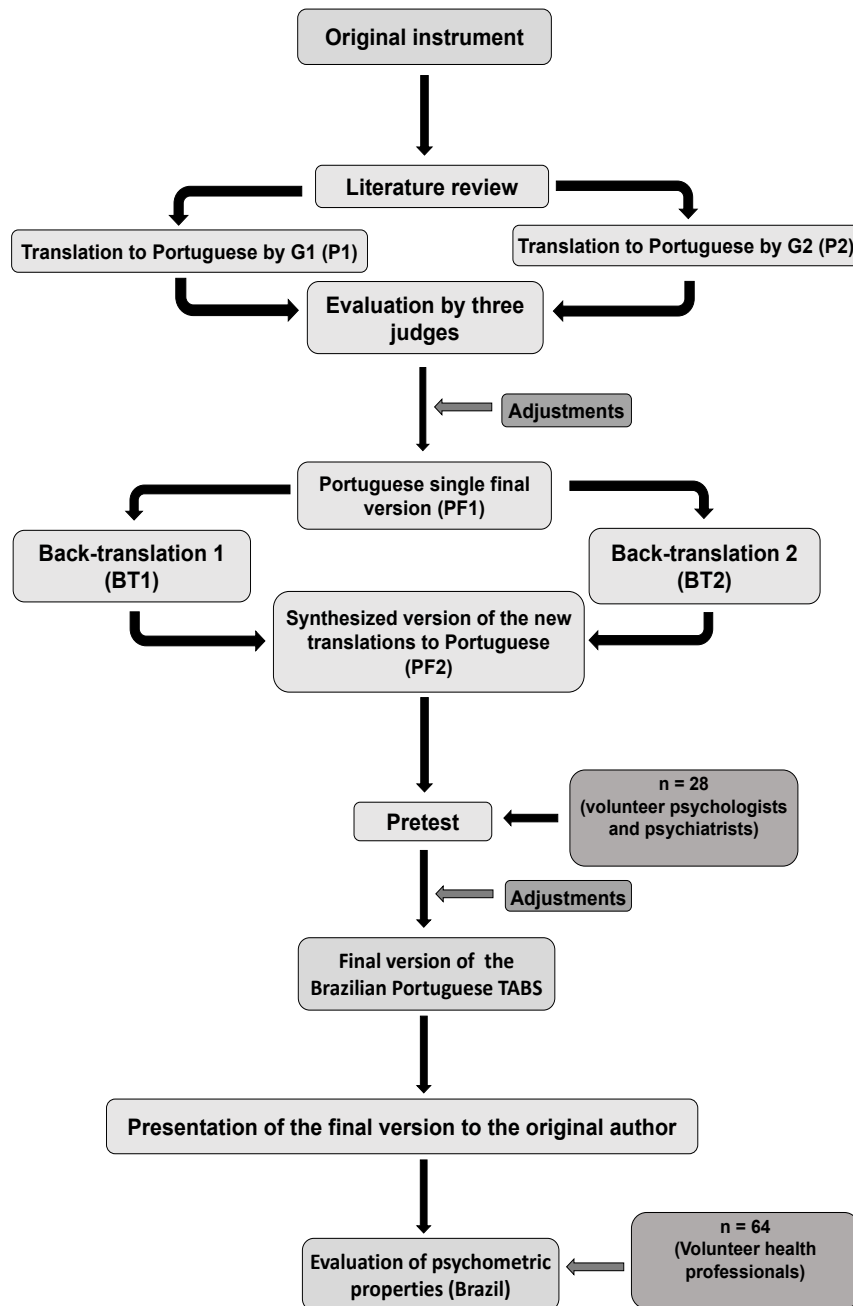 Original instrument
Literature review
Translation to Portuguese by G1 (P1)
Translation to Portuguese by G2 (P2)
Evaluation by three
judges
Adjustments
Portuguese single final
version (PF1)
Back-translation 1
(BT1)
Back-translation 2
(BT2)
Synthesized version of the new
translations to Portuguese
(PF2)
n = 28
(volunteer psychologists
and psychiatrists)
Pretest
Adjustments
Final version of the
Brazilian Portuguese TABS
Presentation of the final version to the original author
n = 64
(Volunteer health
professionals)
Evaluation of psychometric
properties (Brazil)